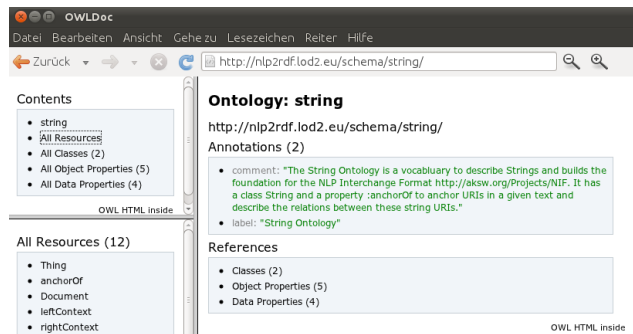 OWLDoc
Datei Bearbeiten Ansicht Gehe zu Lesezeichen Reiter Hilfe
Zurück http://nlp2rdf.lod2.eu/schema/string/
Contents
string
All Resources
All Classes (2)
All Object Properties (5)
All Data Properties (4)
OWL HTML inside
All Resources (12)
Thing
anchorOf
Document
leftContext
rightContext
Ontology: string
http://nlp2rdf.lod2.eu/schema/string/
Annotations (2)
comment: "The String Ontology is a vocabluary to describe Strings and builds the
foundation for the NLP Interchange Format http://aksw.org/Projects/NIF. It has
a class String and a property :anchorOf to anchor URIs in a given text and
describe the relations between these string URIs."
label: "String Ontology"
References
Classes (2)
Object Properties (5)
Data Properties (4)
OWL HTML inside